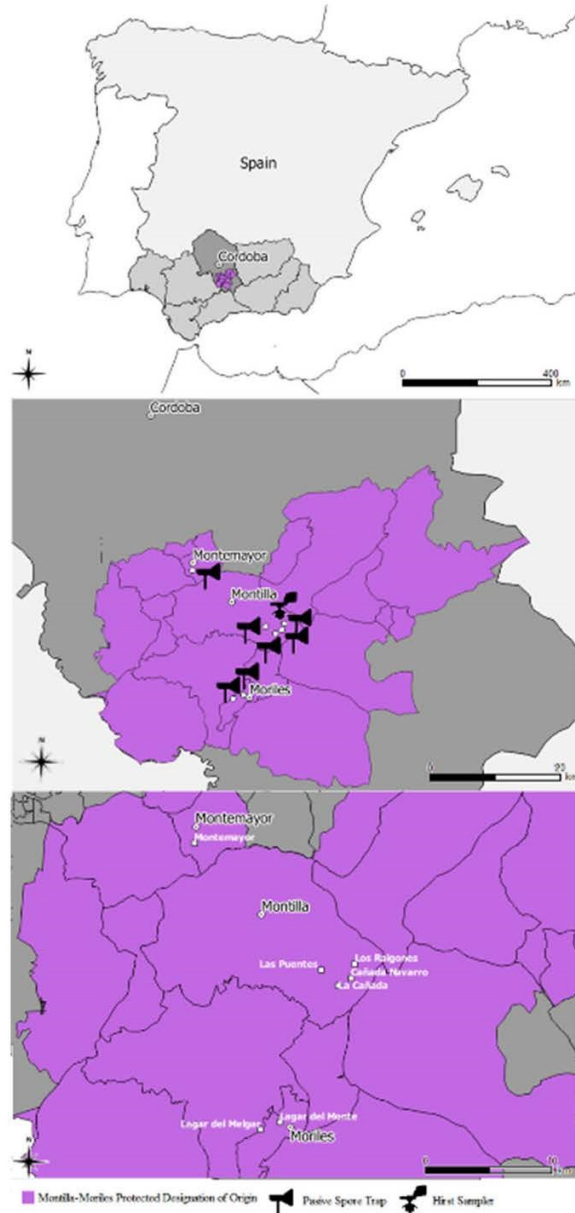 Spain
Cordoba
N
0 400
km
Cordoba
Montemayor
Montilla
Moriles
N
0 20
km
Montemayor
Montemayor
Montilla
Las Puentes
Los Raigones
Cañada Navarro
La Cañada
Lagar del Melgar
Lagar del Monte
Moriles
0 10
km
Montilla-Moriles Protected Designation of Origin Pasive Spore Trap Hirst Sampler